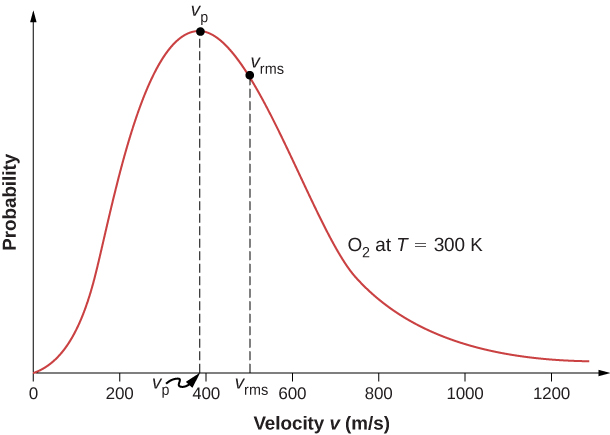 vp
vrms
Probability
O2 at T = 300 K
0 200 vp 400 vrms 600 800 1000 1200
Velocity v (m/s)